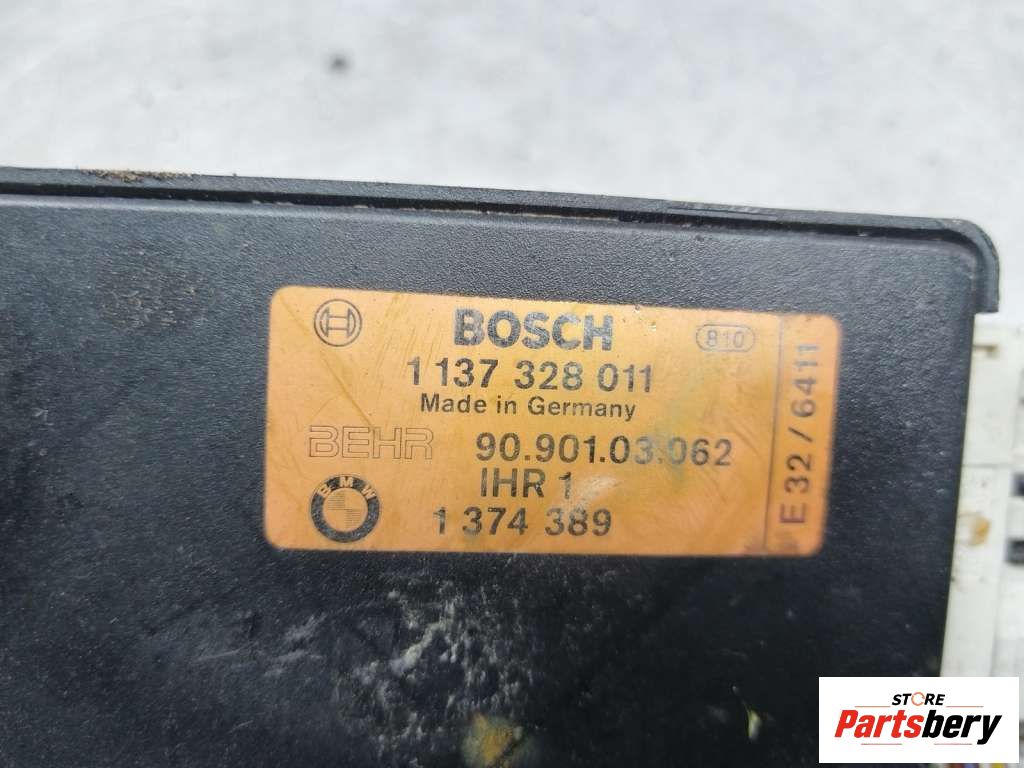 BOSCH
810
1 137 328 011
Made in Germany
BEHR 90.901.03.062
IHR 1
BMW
1 374 389
E 32 / 6411
STORE
Partsbery